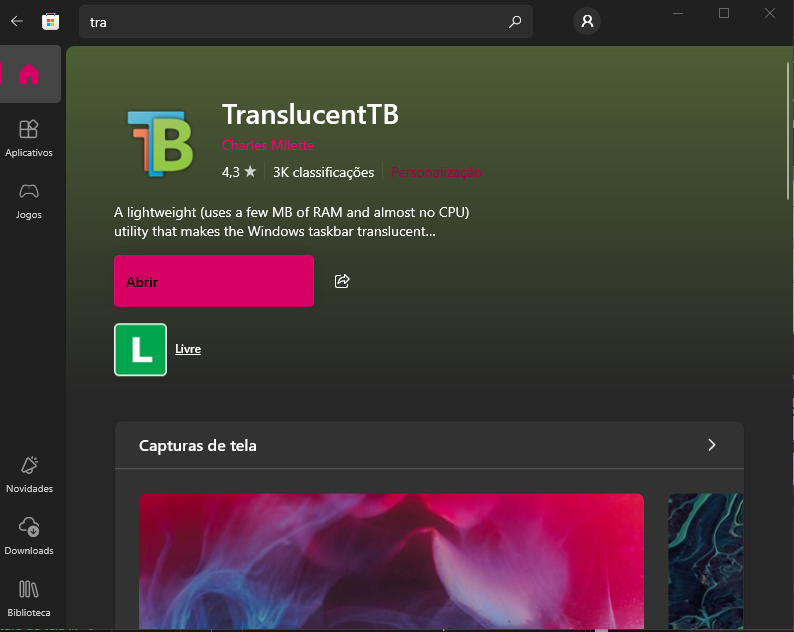 tra
Aplicativos
Jogos
Novidades
Downloads
Biblioteca
TB
TranslucentTB
Charles Milette
4,3 ★ 3K classificações Personalização
A lightweight (uses a few MB of RAM and almost no CPU)
utility that makes the Windows taskbar translucent...
Abrir
L Livre
Capturas de tela